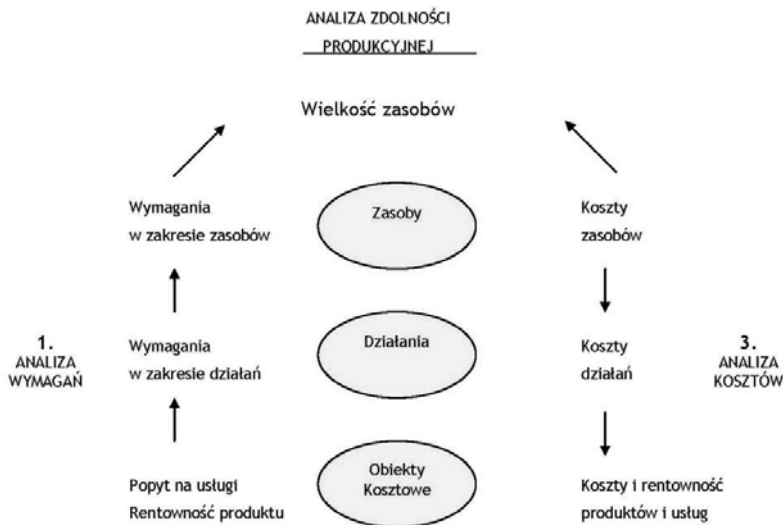 ANALIZA ZDOLNOŚCI
PRODUKCYJNEJ
Wielkość zasobów
Wymagania
w zakresie zasobów
Zasoby
Koszty
zasobów
1.
ANALIZA
WYMAGAŃ
Wymagania
w zakresie działań
Działania
Koszty
działań
3.
ANALIZA
KOSZTÓW
Popyt na usługi
Rentowność produktu
Obiekty
Kosztowe
Koszty i rentowność
produktów i usług